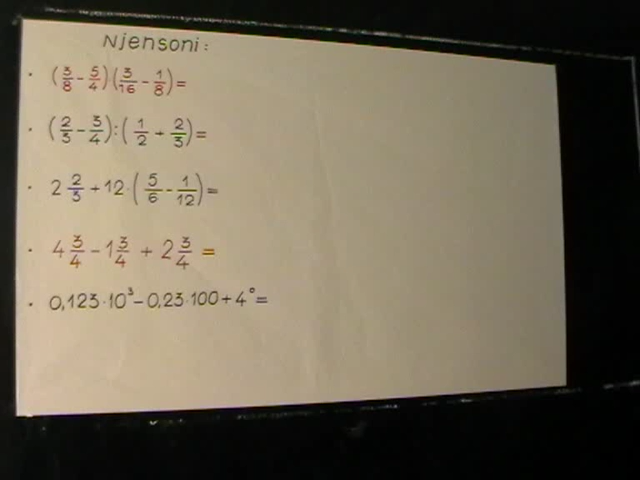 Njensoni:
· (3/8 - 5/4)(3/16 - 1/8)=
· (2/3 - 3/4):(1/2 + 2/3)=
· 2 2/3 + 12·(5/6 - 1/12)=
· 4 3/4 - 1 3/4 + 2 3/4 =
· 0,123·10³ - 0,23·100 + 4⁰ =